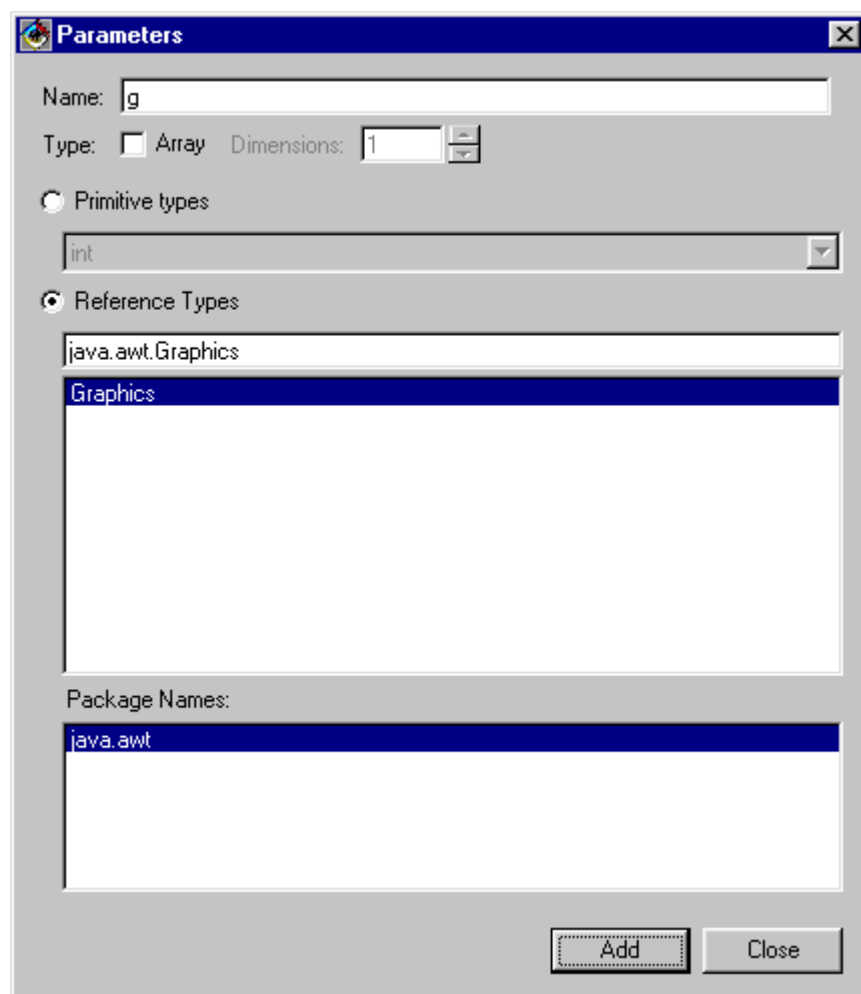 Parameters
Name: g
Type: Array Dimensions: 1
Primitive types
int
Reference Types
java.awt.Graphics
Graphics
Package Names:
java.awt
Add Close